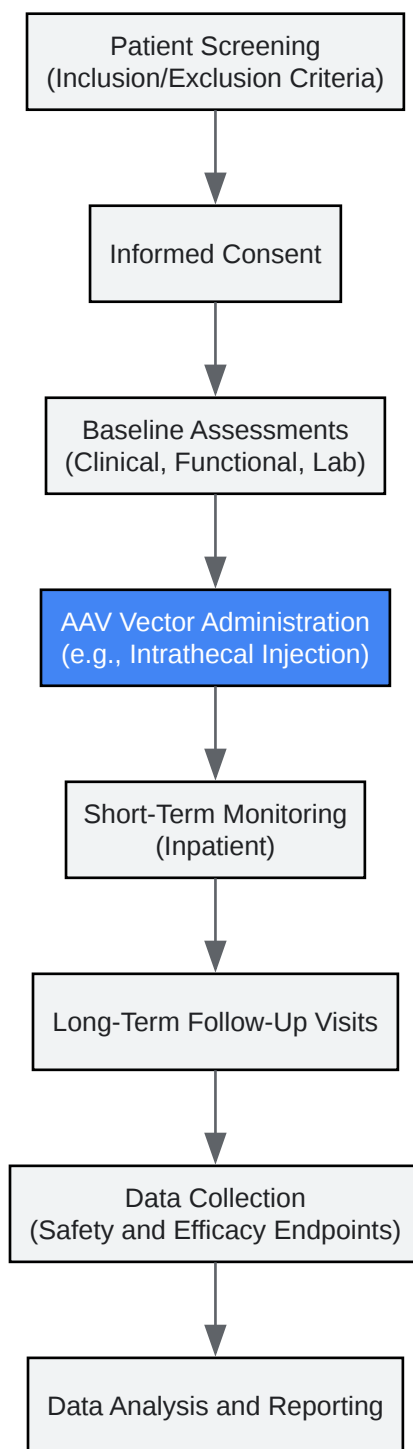 Patient Screening
(Inclusion/Exclusion Criteria)
Informed Consent
Baseline Assessments
(Clinical, Functional, Lab)
AAV Vector Administration
(e.g., Intrathecal Injection)
Short-Term Monitoring
(Inpatient)
Long-Term Follow-Up Visits
Data Collection
(Safety and Efficacy Endpoints)
Data Analysis and Reporting